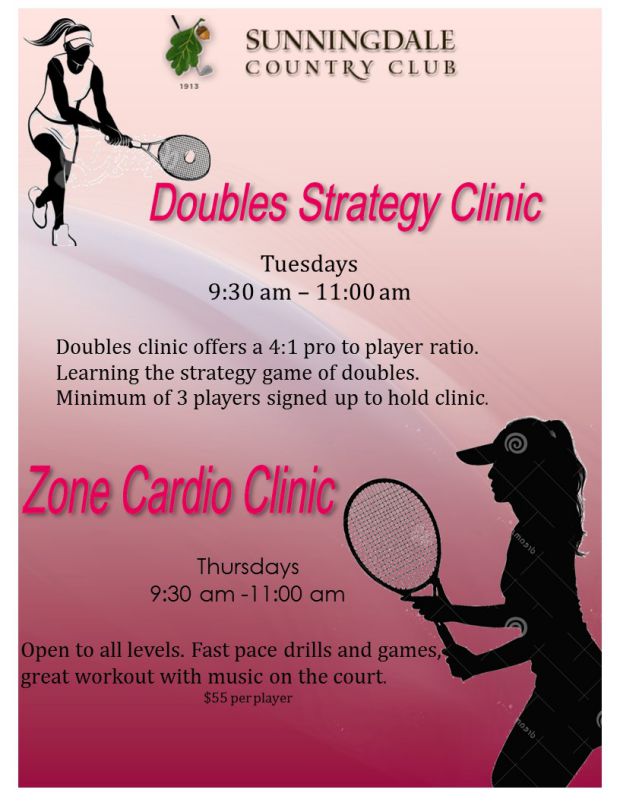 SUNNINGDALE
COUNTRY CLUB
1913
Doubles Strategy Clinic
Tuesdays
9:30 am – 11:00 am
Doubles clinic offers a 4:1 pro to player ratio.
Learning the strategy game of doubles.
Minimum of 3 players signed up to hold clinic.
Zone Cardio Clinic
Thursdays
9:30 am -11:00 am
Open to all levels. Fast pace drills and games,
great workout with music on the court.
$55 per player